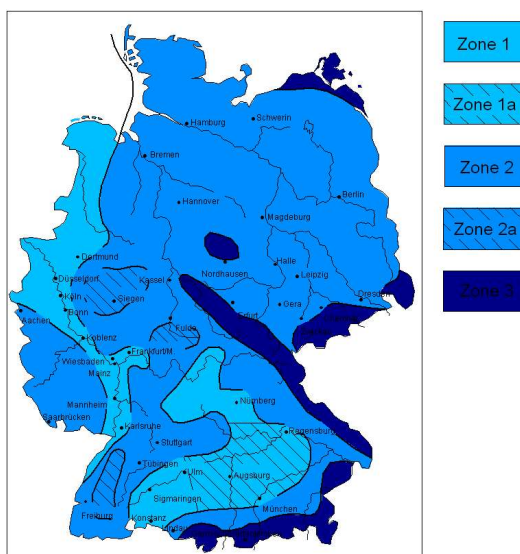 Zone 1
Zone 1a
Zone 2
Zone 2a
Zone 3
Schwerin
Hamburg
Bremen
Berlin
Hannover
Magdeburg
Dortmund
Halle
Leipzig
Nordhausen
Kassel
Düsseldorf
Köln
Siegen
Dresden
Gera
Erfurt
Bonn
Aachen
Fulda
Koblenz
Frankfurt/M.
Wiesbaden
Mainz
Nürnberg
Mannheim
Saarbrücken
Karlsruhe
Regensburg
Stuttgart
Tübingen
Ulm
Augsburg
Sigmaringen
München
Freiburg
Konstanz
Lindau